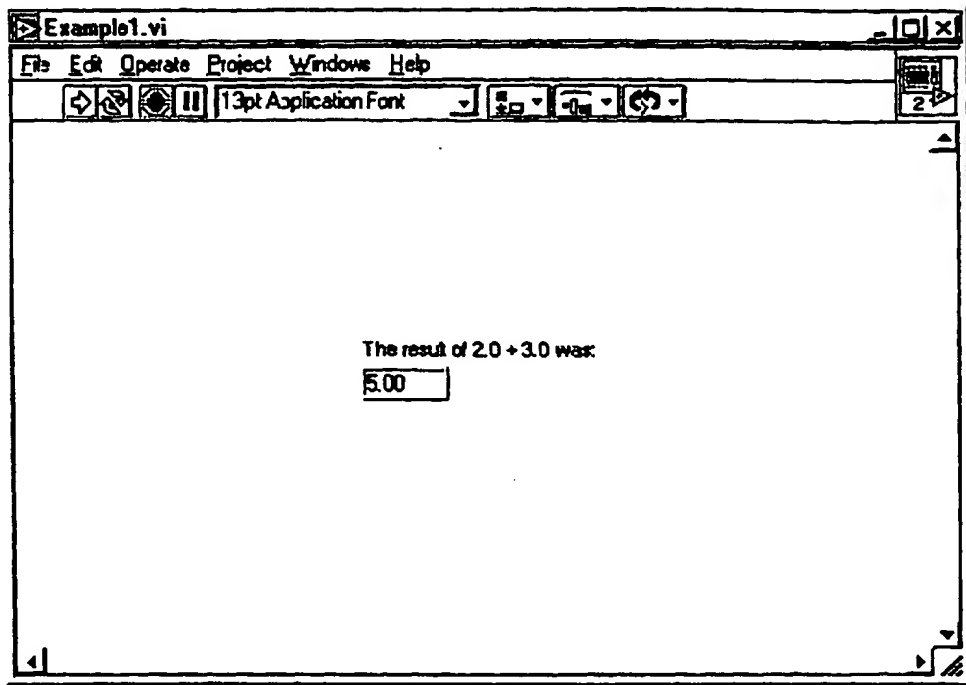 Example1.vi
File Edit Operate Project Windows Help
13pt Application Font
2
The result of 2.0 + 3.0 was:
5.00